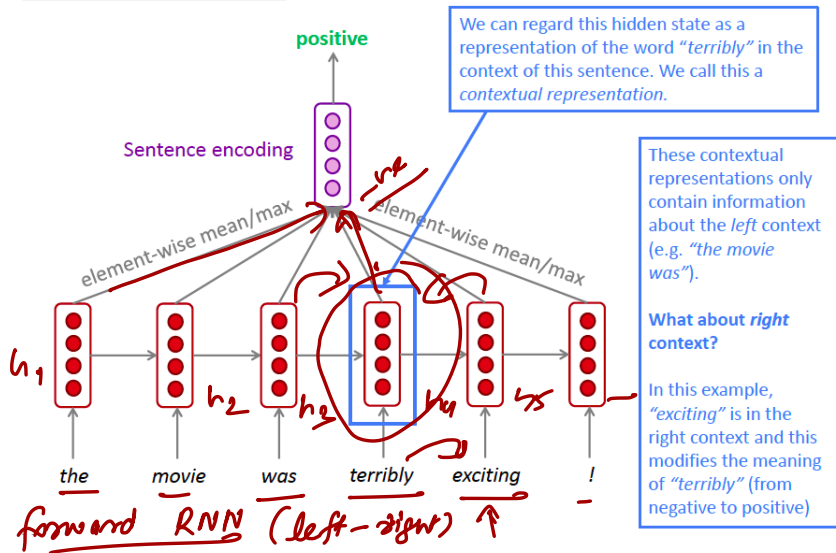 We can regard this hidden state as a
representation of the word "terribly" in the
context of this sentence. We call this a
contextual representation.
positive
Sentence encoding
-ve
element-wise mean/max
element-wise mean/max
These contextual
representations only
contain information
about the left context
(e.g. "the movie
was").
What about right
context?
In this example,
"exciting" is in the
right context and this
modifies the meaning
of "terribly" (from
negative to positive)
h1 h2 h3 h4 h5
the movie was terribly exciting !
forward RNN (left-right)